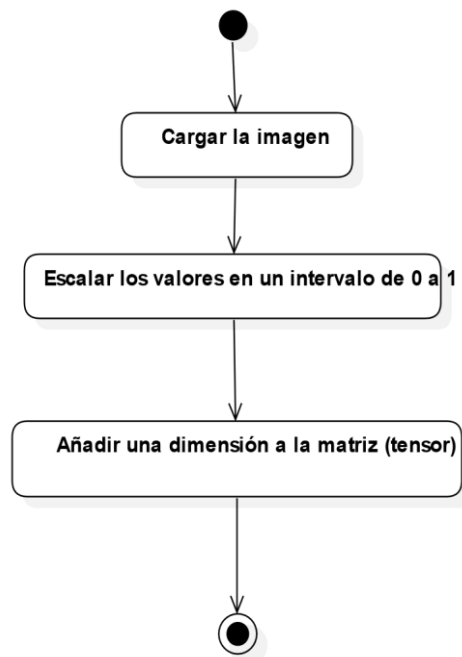 Cargar la imagen
Escalar los valores en un intervalo de 0 a 1
Añadir una dimensión a la matriz (tensor)